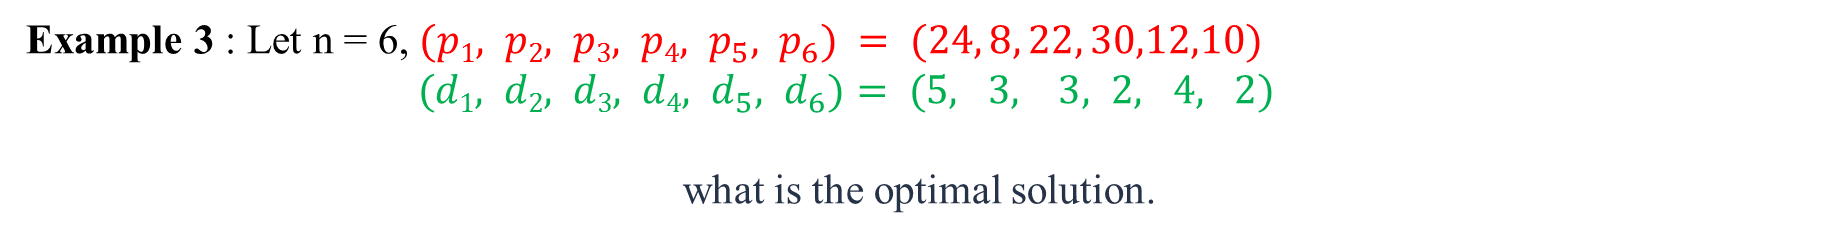 Example 3 : Let n = 6, (p₁, p₂, p₃, p₄, p₅, p₆) = (24, 8, 22, 30,12,10)
(d₁, d₂, d₃, d₄, d₅, d₆) = (5, 3, 3, 2, 4, 2)
what is the optimal solution.